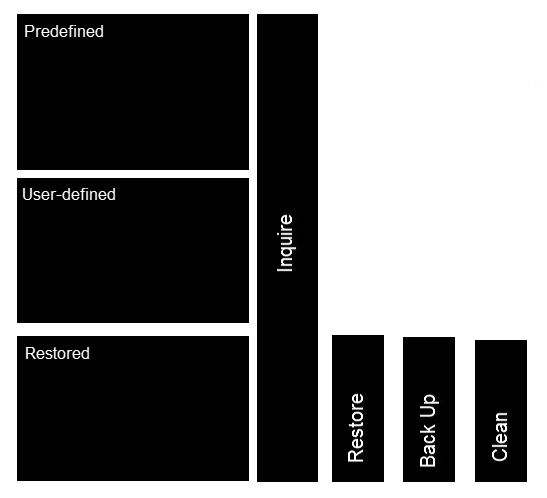 Predefined
User-defined
Restored
Inquire
Restore
Back Up
Clean